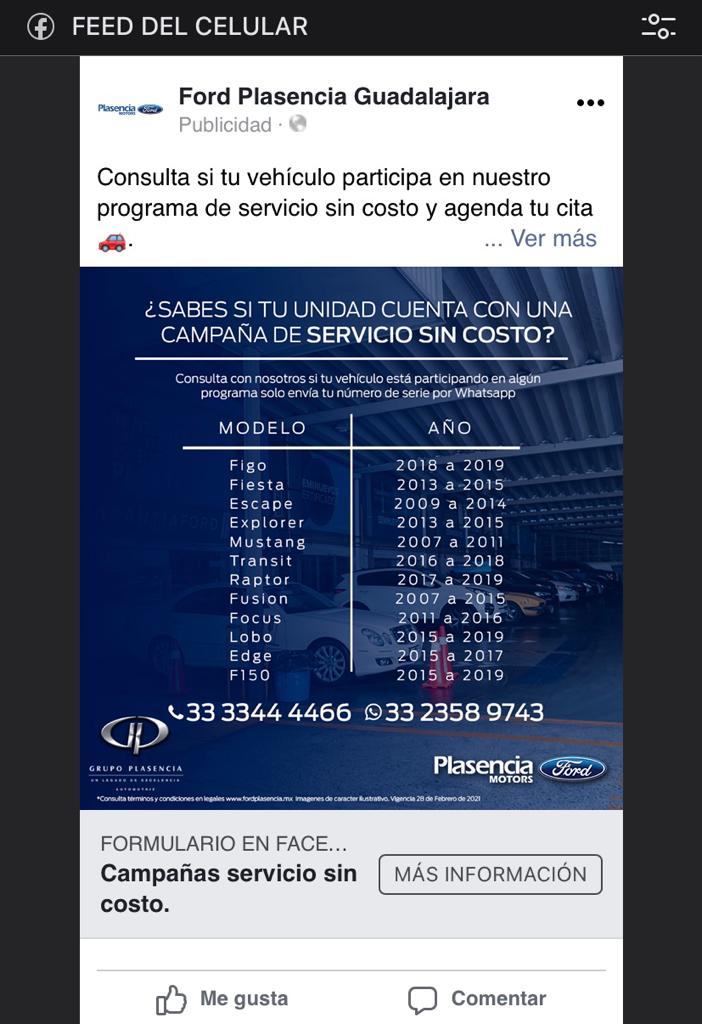 FEED DEL CELULAR
Plasencia MOTORS Ford
Ford Plasencia Guadalajara
Publicidad ·
Consulta si tu vehículo participa en nuestro
programa de servicio sin costo y agenda tu cita
🚗.
... Ver más
¿SABES SI TU UNIDAD CUENTA CON UNA
CAMPAÑA DE SERVICIO SIN COSTO?
Consulta con nosotros si tu vehículo está participando en algún
programa solo envía tu número de serie por Whatsapp
MODELO AÑO
Figo 2018 a 2019
Fiesta 2013 a 2015
Escape 2009 a 2014
Explorer 2013 a 2015
Mustang 2007 a 2011
Transit 2016 a 2018
Raptor 2017 a 2019
Fusion 2007 a 2015
Focus 2011 a 2016
Lobo 2015 a 2019
Edge 2015 a 2017
F150 2015 a 2019
33 3344 4466 33 2358 9743
GRUPO PLASENCIA
UN LEGADO DE EXCELENCIA
AUTOMOTRIZ
Plasencia
MOTORS
Ford
*Consulta términos y condiciones en legales www.fordplasencia.mx Imagenes de caracter Ilustrativo. Vigencia 28 de Febrero de 2021
FORMULARIO EN FACE...
Campañas servicio sin
costo.
MÁS INFORMACIÓN
Me gusta
Comentar